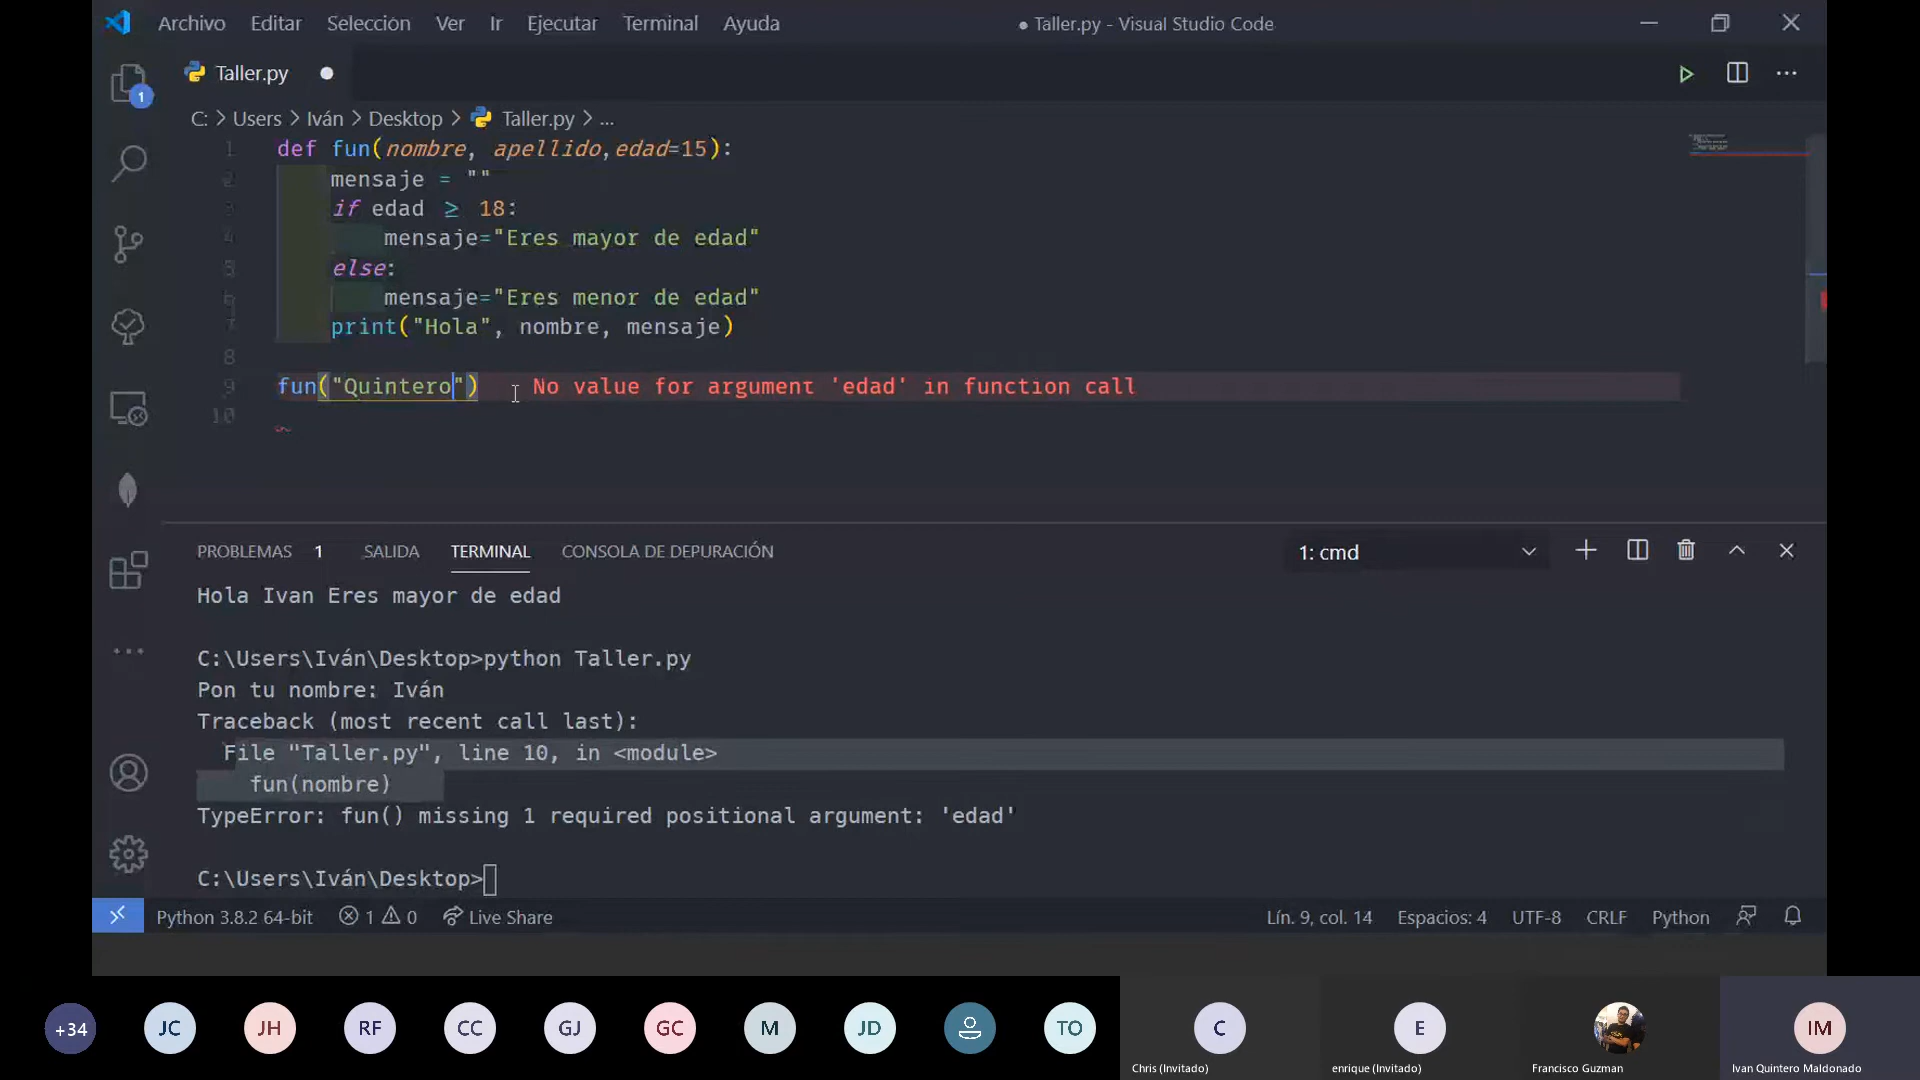 Archivo Editar Selección Ver Ir Ejecutar Terminal Ayuda ● Taller.py - Visual Studio Code
Taller.py
1
C: > Users > Iván > Desktop > Taller.py > ...
1 def fun(nombre, apellido,edad=15):
2 mensaje = ""
3 if edad ≥ 18:
4 mensaje="Eres mayor de edad"
5 else:
6 mensaje="Eres menor de edad"
7 print("Hola", nombre, mensaje)
8
9 fun("Quintero") No value for argument 'edad' in function call
10
PROBLEMAS 1 SALIDA TERMINAL CONSOLA DE DEPURACIÓN 1: cmd
Hola Ivan Eres mayor de edad
C:\Users\Iván\Desktop>python Taller.py
Pon tu nombre: Iván
Traceback (most recent call last):
File "Taller.py", line 10, in <module>
fun(nombre)
TypeError: fun() missing 1 required positional argument: 'edad'
C:\Users\Iván\Desktop>
Python 3.8.2 64-bit 1 0 Live Share Lín. 9, col. 14 Espacios: 4 UTF-8 CRLF Python
+34 JC JH RF CC GJ GC M JD TO C E IM
Chris (Invitado) enrique (Invitado) Francisco Guzman Ivan Quintero Maldonado